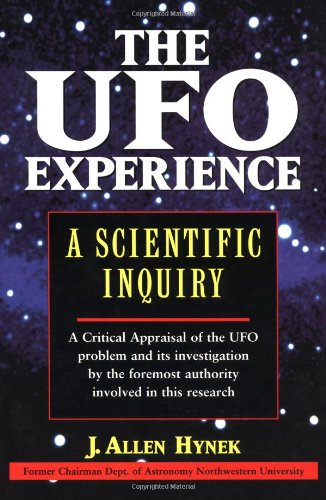 THE
UFO
EXPERIENCE
A SCIENTIFIC
INQUIRY
A Critical Appraisal of the UFO
problem and its investigation
by the foremost authority
involved in this research
J. ALLEN HYNEK
Former Chairman Dept. of Astronomy Northwestern University